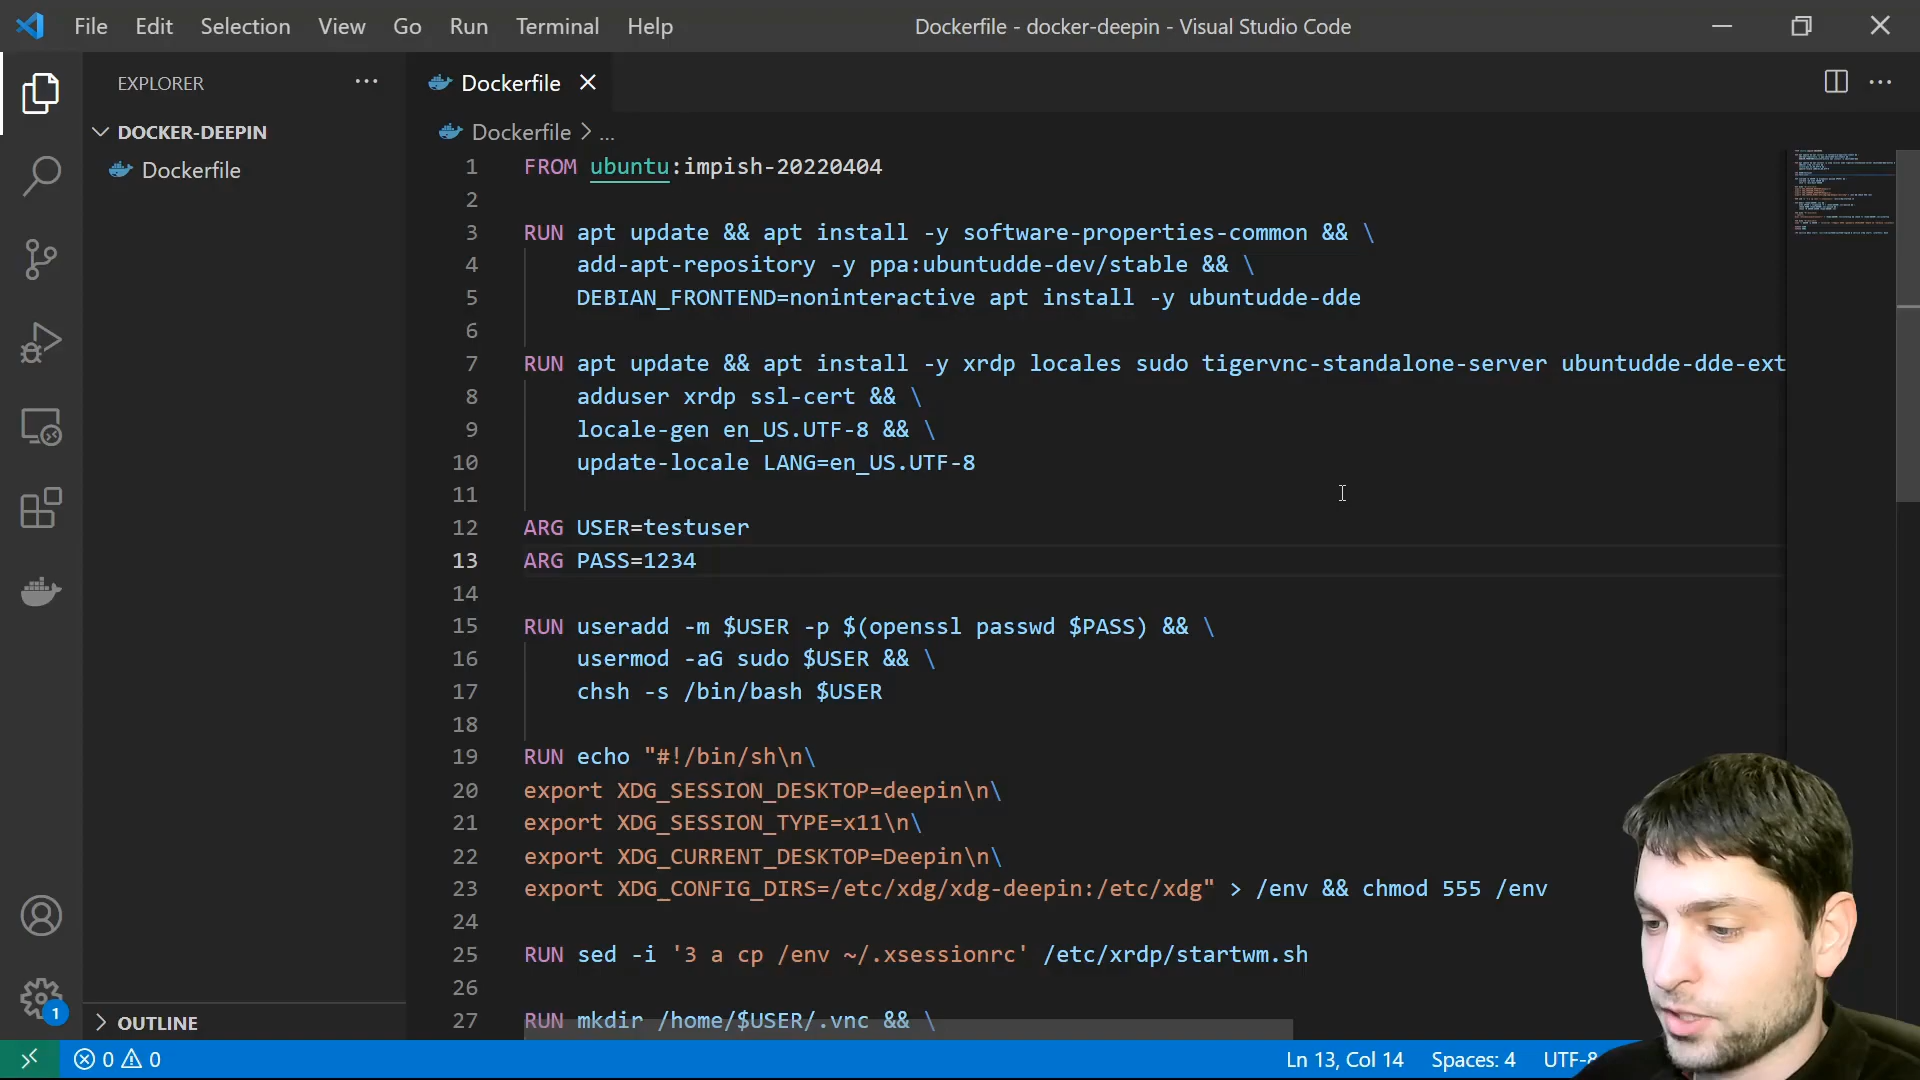 File Edit Selection View Go Run Terminal Help
Dockerfile - docker-deepin - Visual Studio Code
EXPLORER
DOCKER-DEEPIN
Dockerfile
OUTLINE
Dockerfile
Dockerfile > ...
1 FROM ubuntu:impish-20220404
2
3 RUN apt update && apt install -y software-properties-common && \
4 add-apt-repository -y ppa:ubuntudde-dev/stable && \
5 DEBIAN_FRONTEND=noninteractive apt install -y ubuntudde-dde
6
7 RUN apt update && apt install -y xrdp locales sudo tigervnc-standalone-server ubuntudde-dde-ext
8 adduser xrdp ssl-cert && \
9 locale-gen en_US.UTF-8 && \
10 update-locale LANG=en_US.UTF-8
11
12 ARG USER=testuser
13 ARG PASS=1234
14
15 RUN useradd -m $USER -p $(openssl passwd $PASS) && \
16 usermod -aG sudo $USER && \
17 chsh -s /bin/bash $USER
18
19 RUN echo "#!/bin/sh\n\
20 export XDG_SESSION_DESKTOP=deepin\n\
21 export XDG_SESSION_TYPE=x11\n\
22 export XDG_CURRENT_DESKTOP=Deepin\n\
23 export XDG_CONFIG_DIRS=/etc/xdg/xdg-deepin:/etc/xdg" > /env && chmod 555 /env
24
25 RUN sed -i '3 a cp /env ~/.xsessionrc' /etc/xrdp/startwm.sh
26
27 RUN mkdir /home/$USER/.vnc && \
1
0 0
Ln 13, Col 14 Spaces: 4 UTF-8